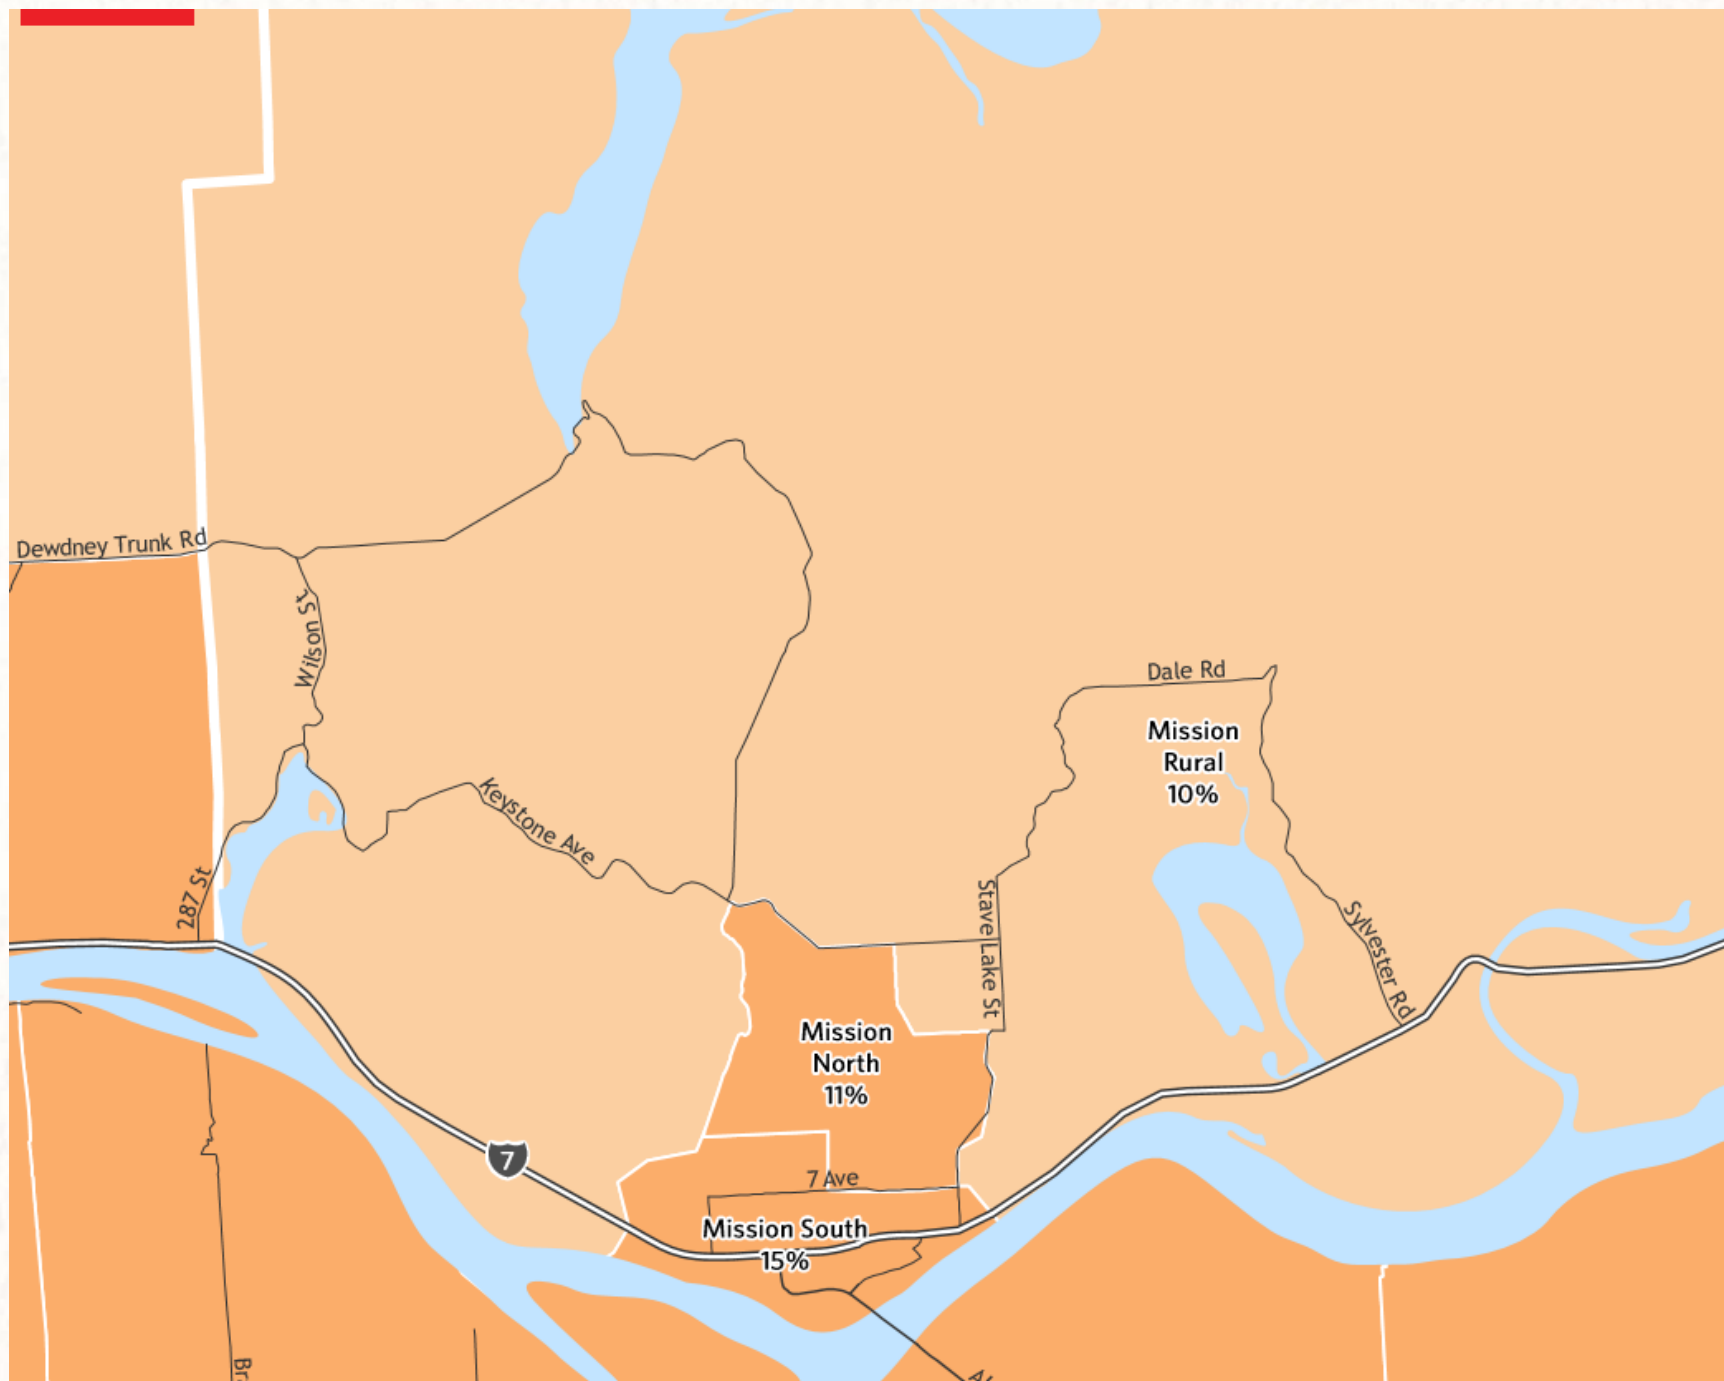 Dewdney Trunk Rd
Wilson St
Dale Rd
Mission
Rural
10%
Keystone Ave
287 St
Stave Lake St
Sylvester Rd
Mission
North
11%
7
7 Ave
Mission South
15%